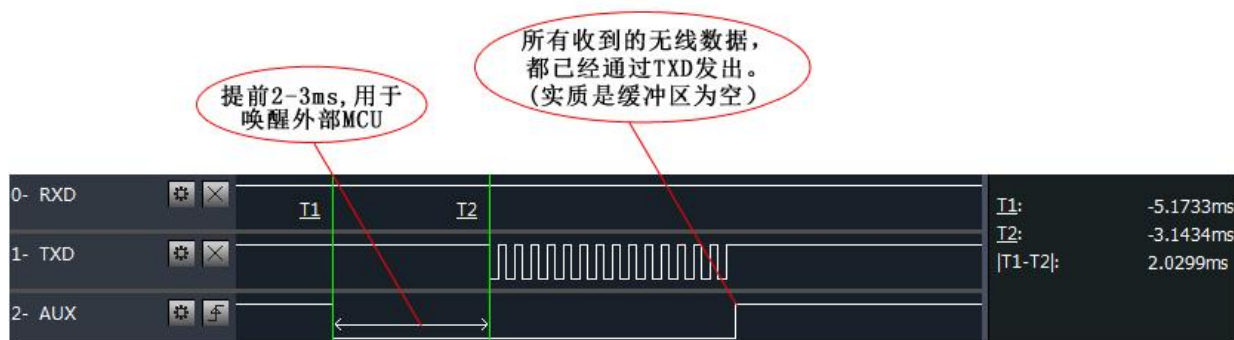 所有收到的无线数据，
都已经通过TXD发出。
(实质是缓冲区为空)
提前2-3ms,用于
唤醒外部MCU
0- RXD
T1
T2
1- TXD
2- AUX
T1:
-5.1733ms
T2:
-3.1434ms
|T1-T2|:
2.0299ms